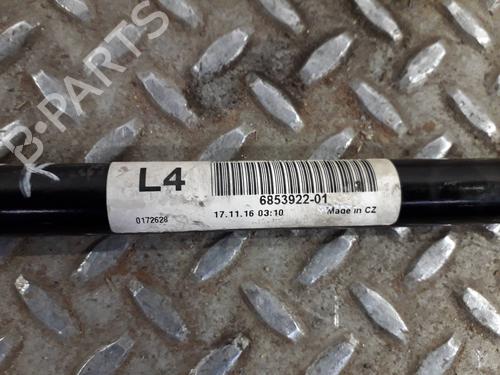 B-PARTS
L4
6853922-01
0172628
17.11.16 03:10
Made in CZ